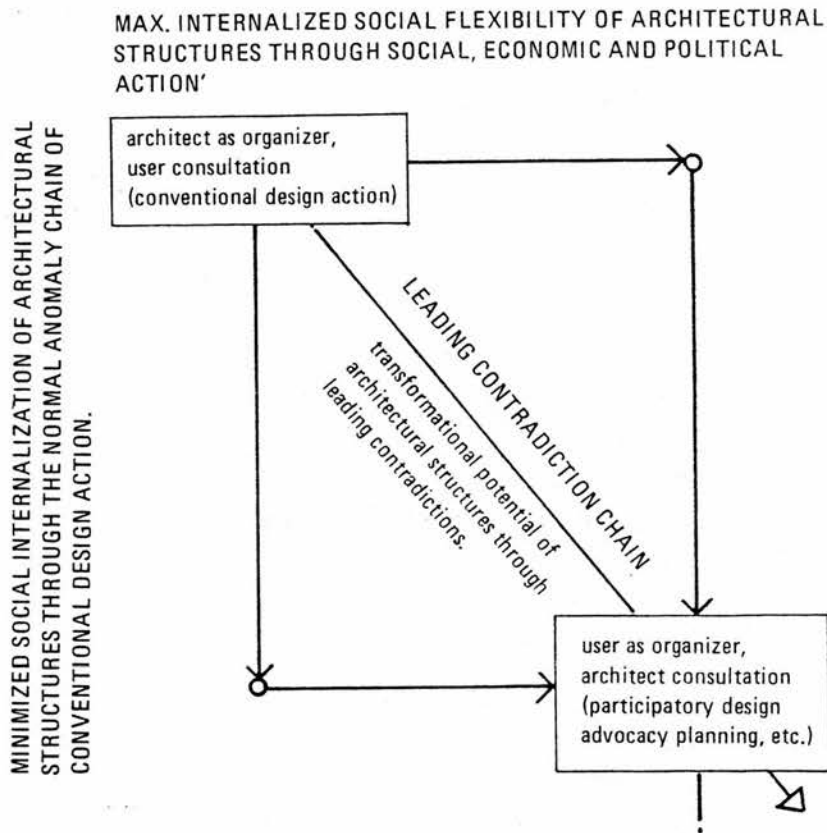 MAX. INTERNALIZED SOCIAL FLEXIBILITY OF ARCHITECTURAL
STRUCTURES THROUGH SOCIAL, ECONOMIC AND POLITICAL
ACTION'
MINIMIZED SOCIAL INTERNALIZATION OF ARCHITECTURAL
STRUCTURES THROUGH THE NORMAL ANOMALY CHAIN OF
CONVENTIONAL DESIGN ACTION.
architect as organizer,
user consultation
(conventional design action)
LEADING CONTRADICTION CHAIN
transformational potential of
architectural structures through
leading contradictions.
user as organizer,
architect consultation
(participatory design
advocacy planning, etc.)